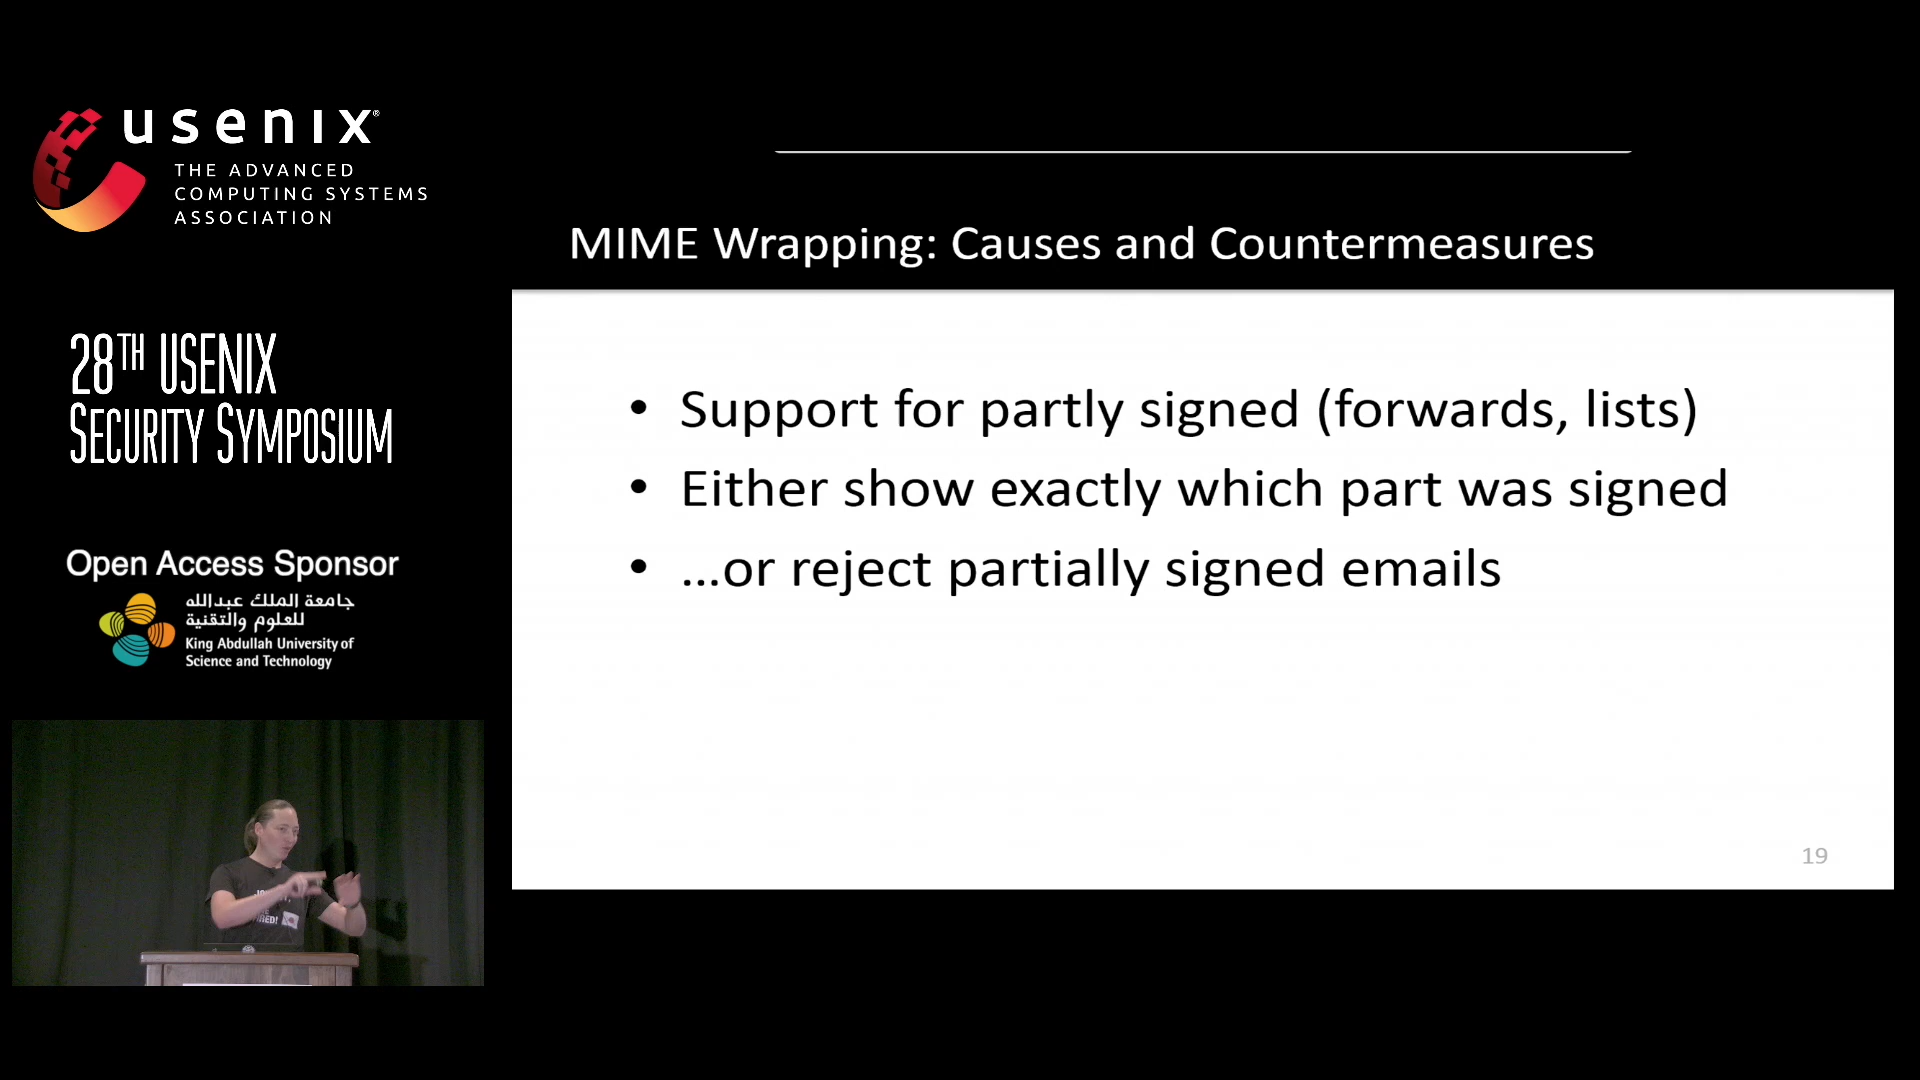 usenix®
THE ADVANCED
COMPUTING SYSTEMS
ASSOCIATION
28TH USENIX
SECURITY SYMPOSIUM
Open Access Sponsor
جامعة الملك عبدالله
للعلوم والتقنية
King Abdullah University of
Science and Technology
MIME Wrapping: Causes and Countermeasures
• Support for partly signed (forwards, lists)
• Either show exactly which part was signed
• ...or reject partially signed emails
19